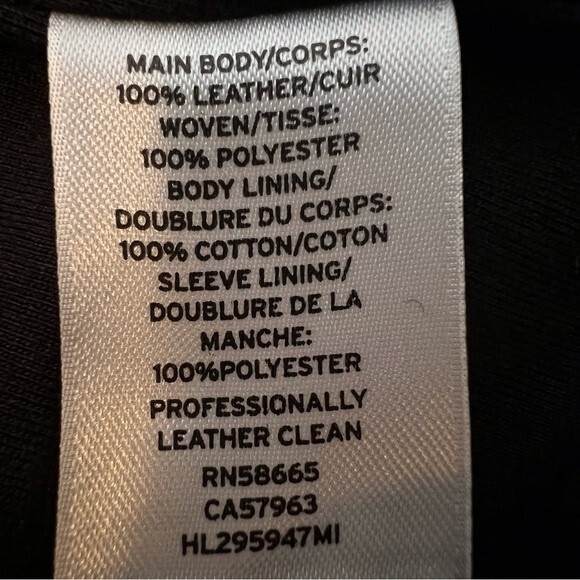 MAIN BODY/CORPS:
100% LEATHER/CUIR
WOVEN/TISSE:
100% POLYESTER
BODY LINING/
DOUBLURE DU CORPS:
100% COTTON/COTON
SLEEVE LINING/
DOUBLURE DE LA
MANCHE:
100%POLYESTER
PROFESSIONALLY
LEATHER CLEAN
RN58665
CA57963
HL295947MI